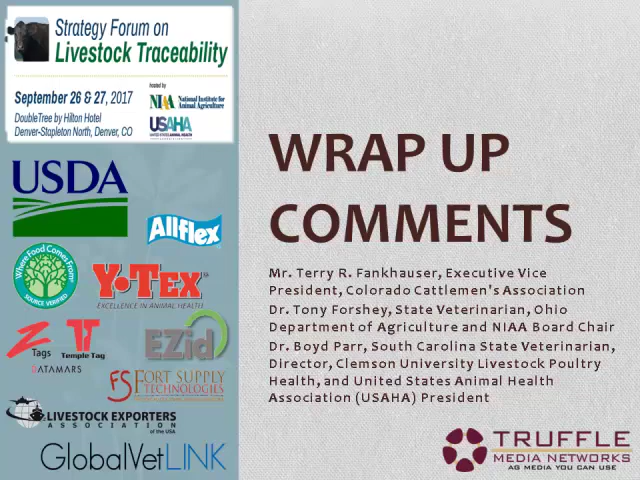 Strategy Forum on
Livestock Traceability
September 26 & 27, 2017
DoubleTree by Hilton Hotel
Denver-Stapleton North, Denver, CO
hosted by
NIAA National Institute for
Animal Agriculture
USAHA
UNITED STATES ANIMAL HEALTH
USDA
Allflex
Where Food Comes From
SOURCE VERIFIED
Y-TEX
EXCELLENCE IN ANIMAL HEALTH
Z Tags
Temple Tag
DATAMARS
EZid
FS FORT SUPPLY
TECHNOLOGIES
LIVESTOCK EXPORTERS
ASSOCIATION
of the USA
GlobalVetLINK
WRAP UP
COMMENTS
Mr. Terry R. Fankhauser, Executive Vice
President, Colorado Cattlemen's Association
Dr. Tony Forshey, State Veterinarian, Ohio
Department of Agriculture and NIAA Board Chair
Dr. Boyd Parr, South Carolina State Veterinarian,
Director, Clemson University Livestock Poultry
Health, and United States Animal Health
Association (USAHA) President
TRUFFLE
MEDIA NETWORKS
AG MEDIA YOU CAN USE